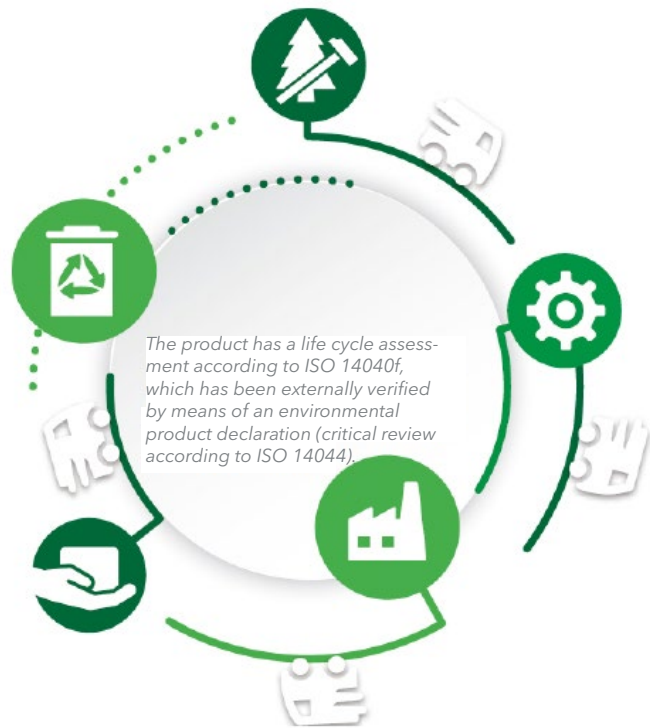 The product has a life cycle assess-
ment according to ISO 14040f,
which has been externally verified
by means of an environmental
product declaration (critical review
according to ISO 14044).